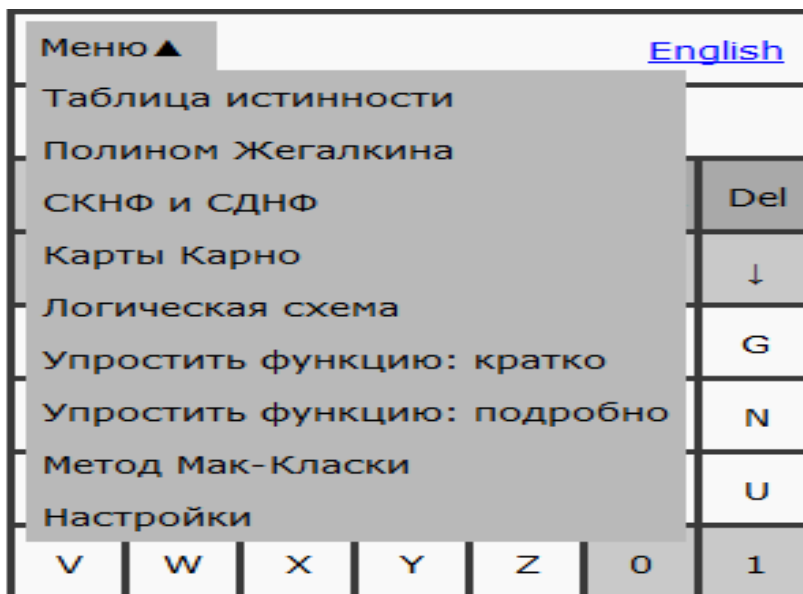 Меню▲ English
Таблица истинности
Полином Жегалкина
СКНФ и СДНФ Del
Карты Карно ↓
Логическая схема
Упростить функцию: кратко G
Упростить функцию: подробно N
Метод Мак-Класки U
Настройки
V W X Y Z 0 1